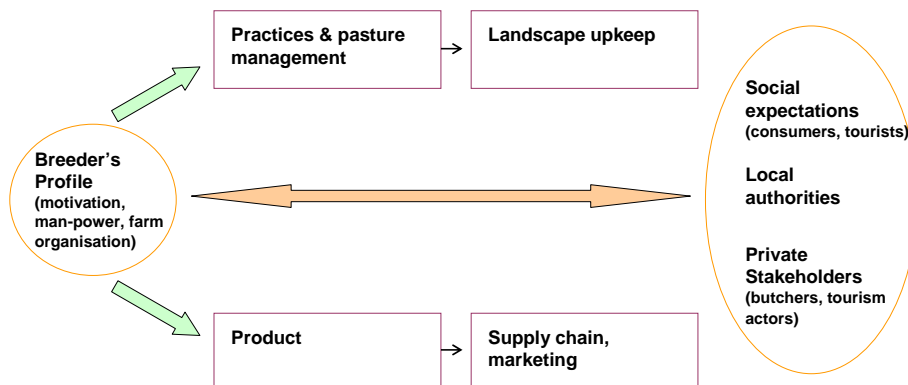 Practices & pasture
management
Landscape upkeep
Breeder's
Profile
(motivation,
man-power, farm
organisation)
Social
expectations
(consumers, tourists)
Local
authorities
Private
Stakeholders
(butchers, tourism
actors)
Product
Supply chain,
marketing